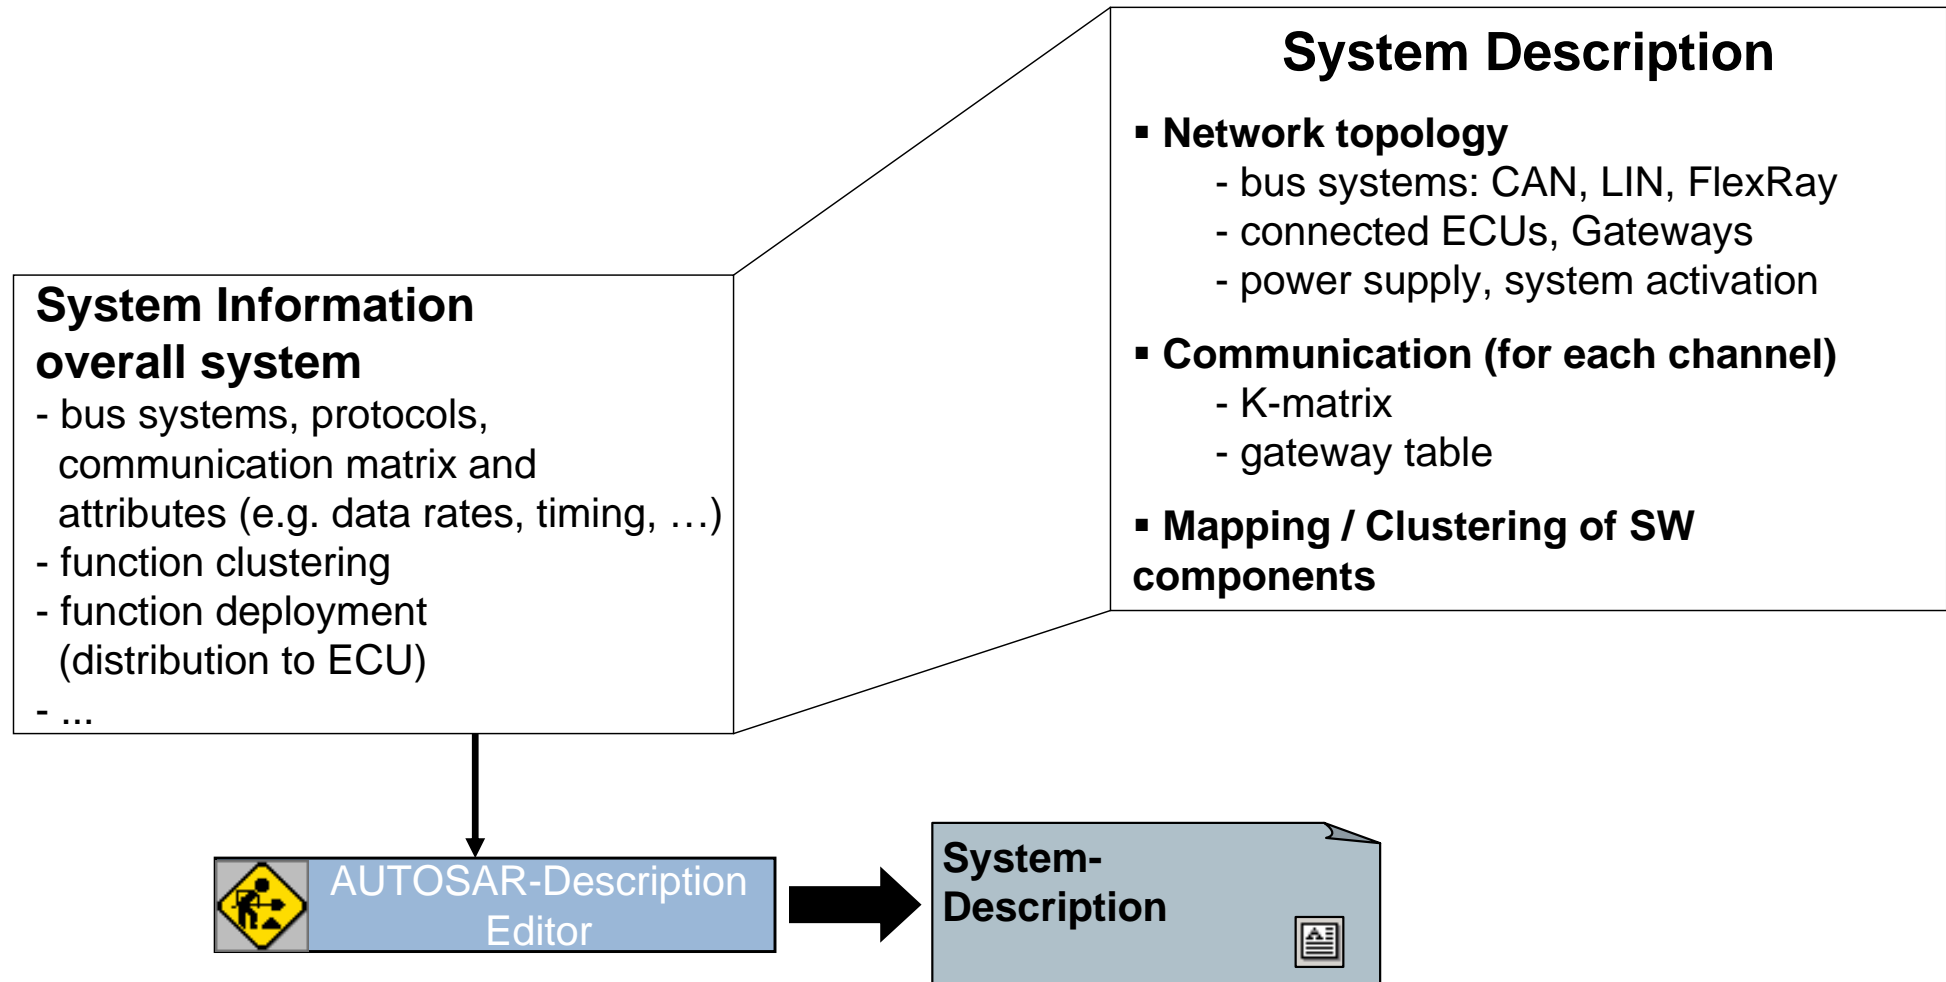 System Description
▪ Network topology
- bus systems: CAN, LIN, FlexRay
- connected ECUs, Gateways
- power supply, system activation
▪ Communication (for each channel)
- K-matrix
- gateway table
▪ Mapping / Clustering of SW
components
System Information
overall system
- bus systems, protocols,
communication matrix and
attributes (e.g. data rates, timing, …)
- function clustering
- function deployment
(distribution to ECU)
- ...
AUTOSAR-Description
Editor
System-
Description